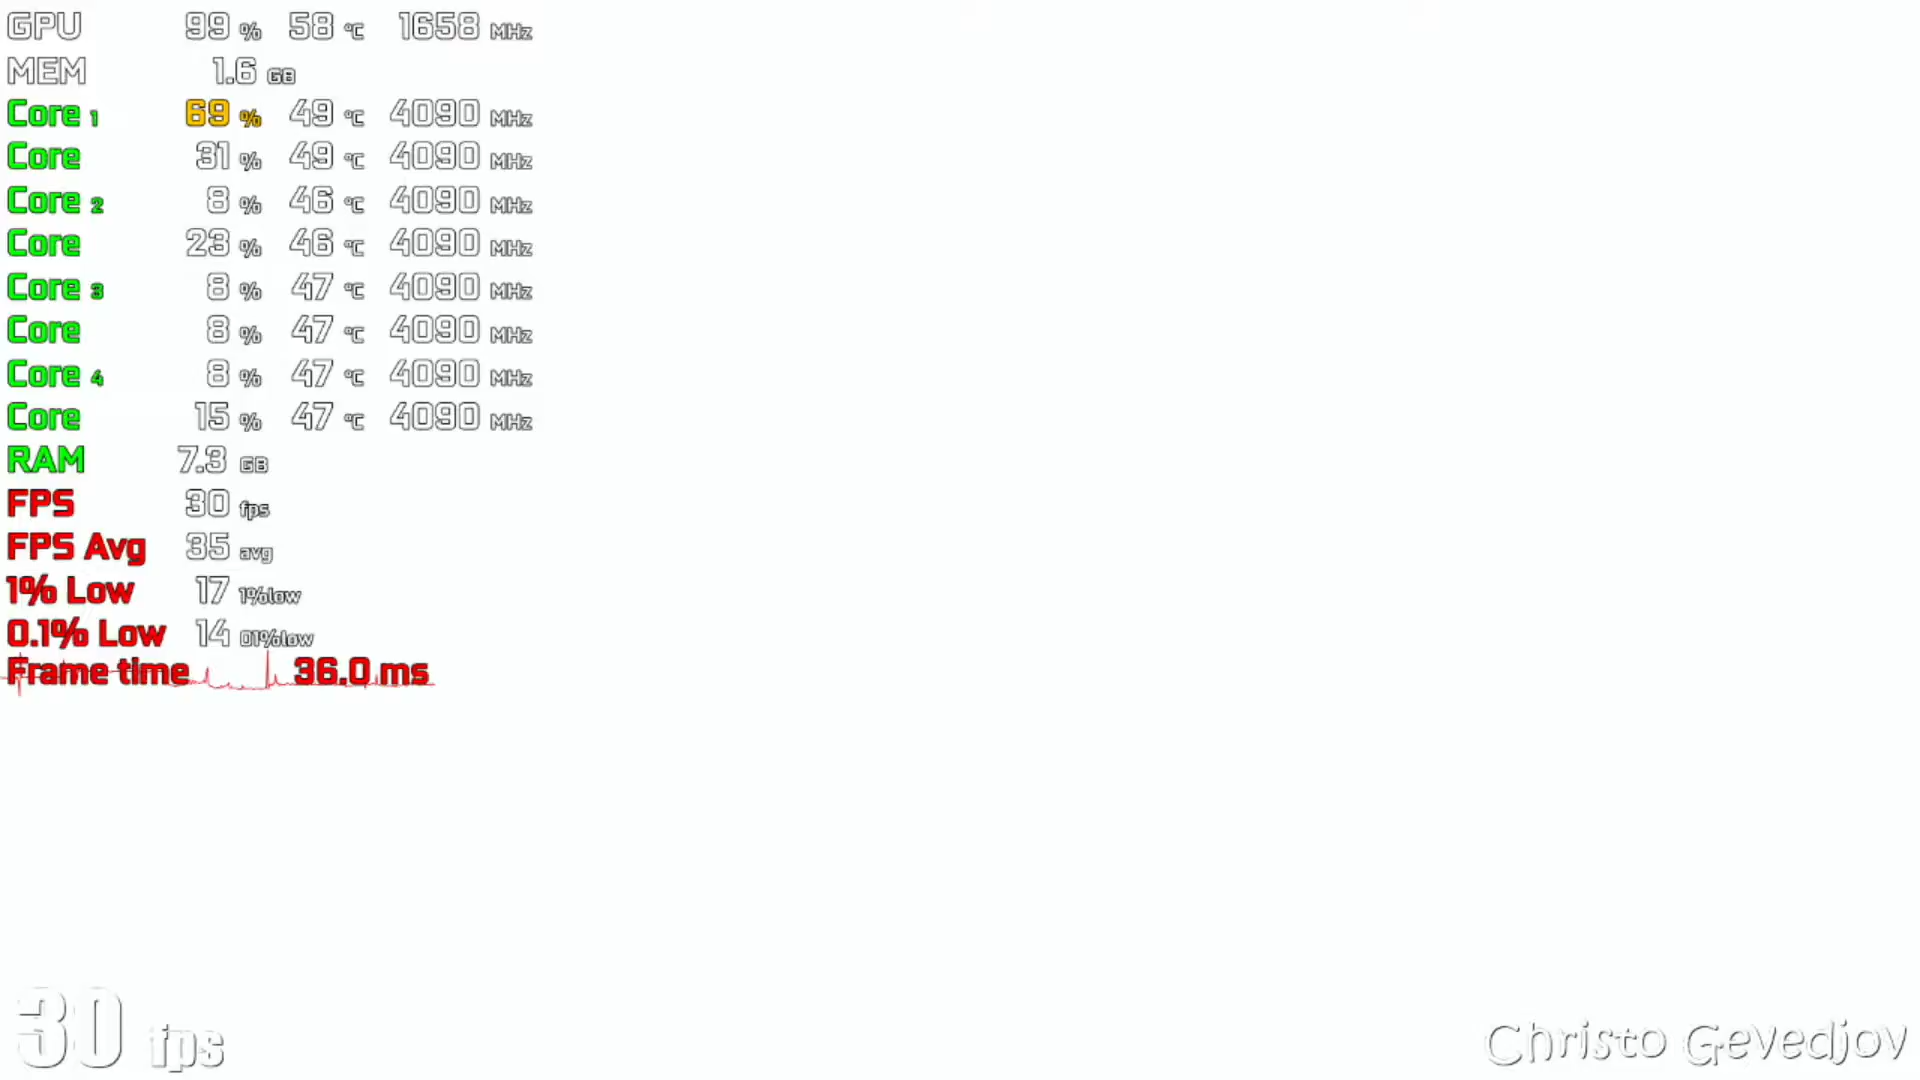 GPU 99 % 58 °C 1658 MHz
MEM 1.6 GB
Core 1 69 % 49 °C 4090 MHz
Core 31 % 49 °C 4090 MHz
Core 2 8 % 46 °C 4090 MHz
Core 23 % 46 °C 4090 MHz
Core 3 8 % 47 °C 4090 MHz
Core 8 % 47 °C 4090 MHz
Core 4 8 % 47 °C 4090 MHz
Core 15 % 47 °C 4090 MHz
RAM 7.3 GB
FPS 30 fps
FPS Avg 35 avg
1% Low 17 1%low
0.1% Low 14 01%low
Frame time 36.0 ms
30 fps
Christo Gevedjov